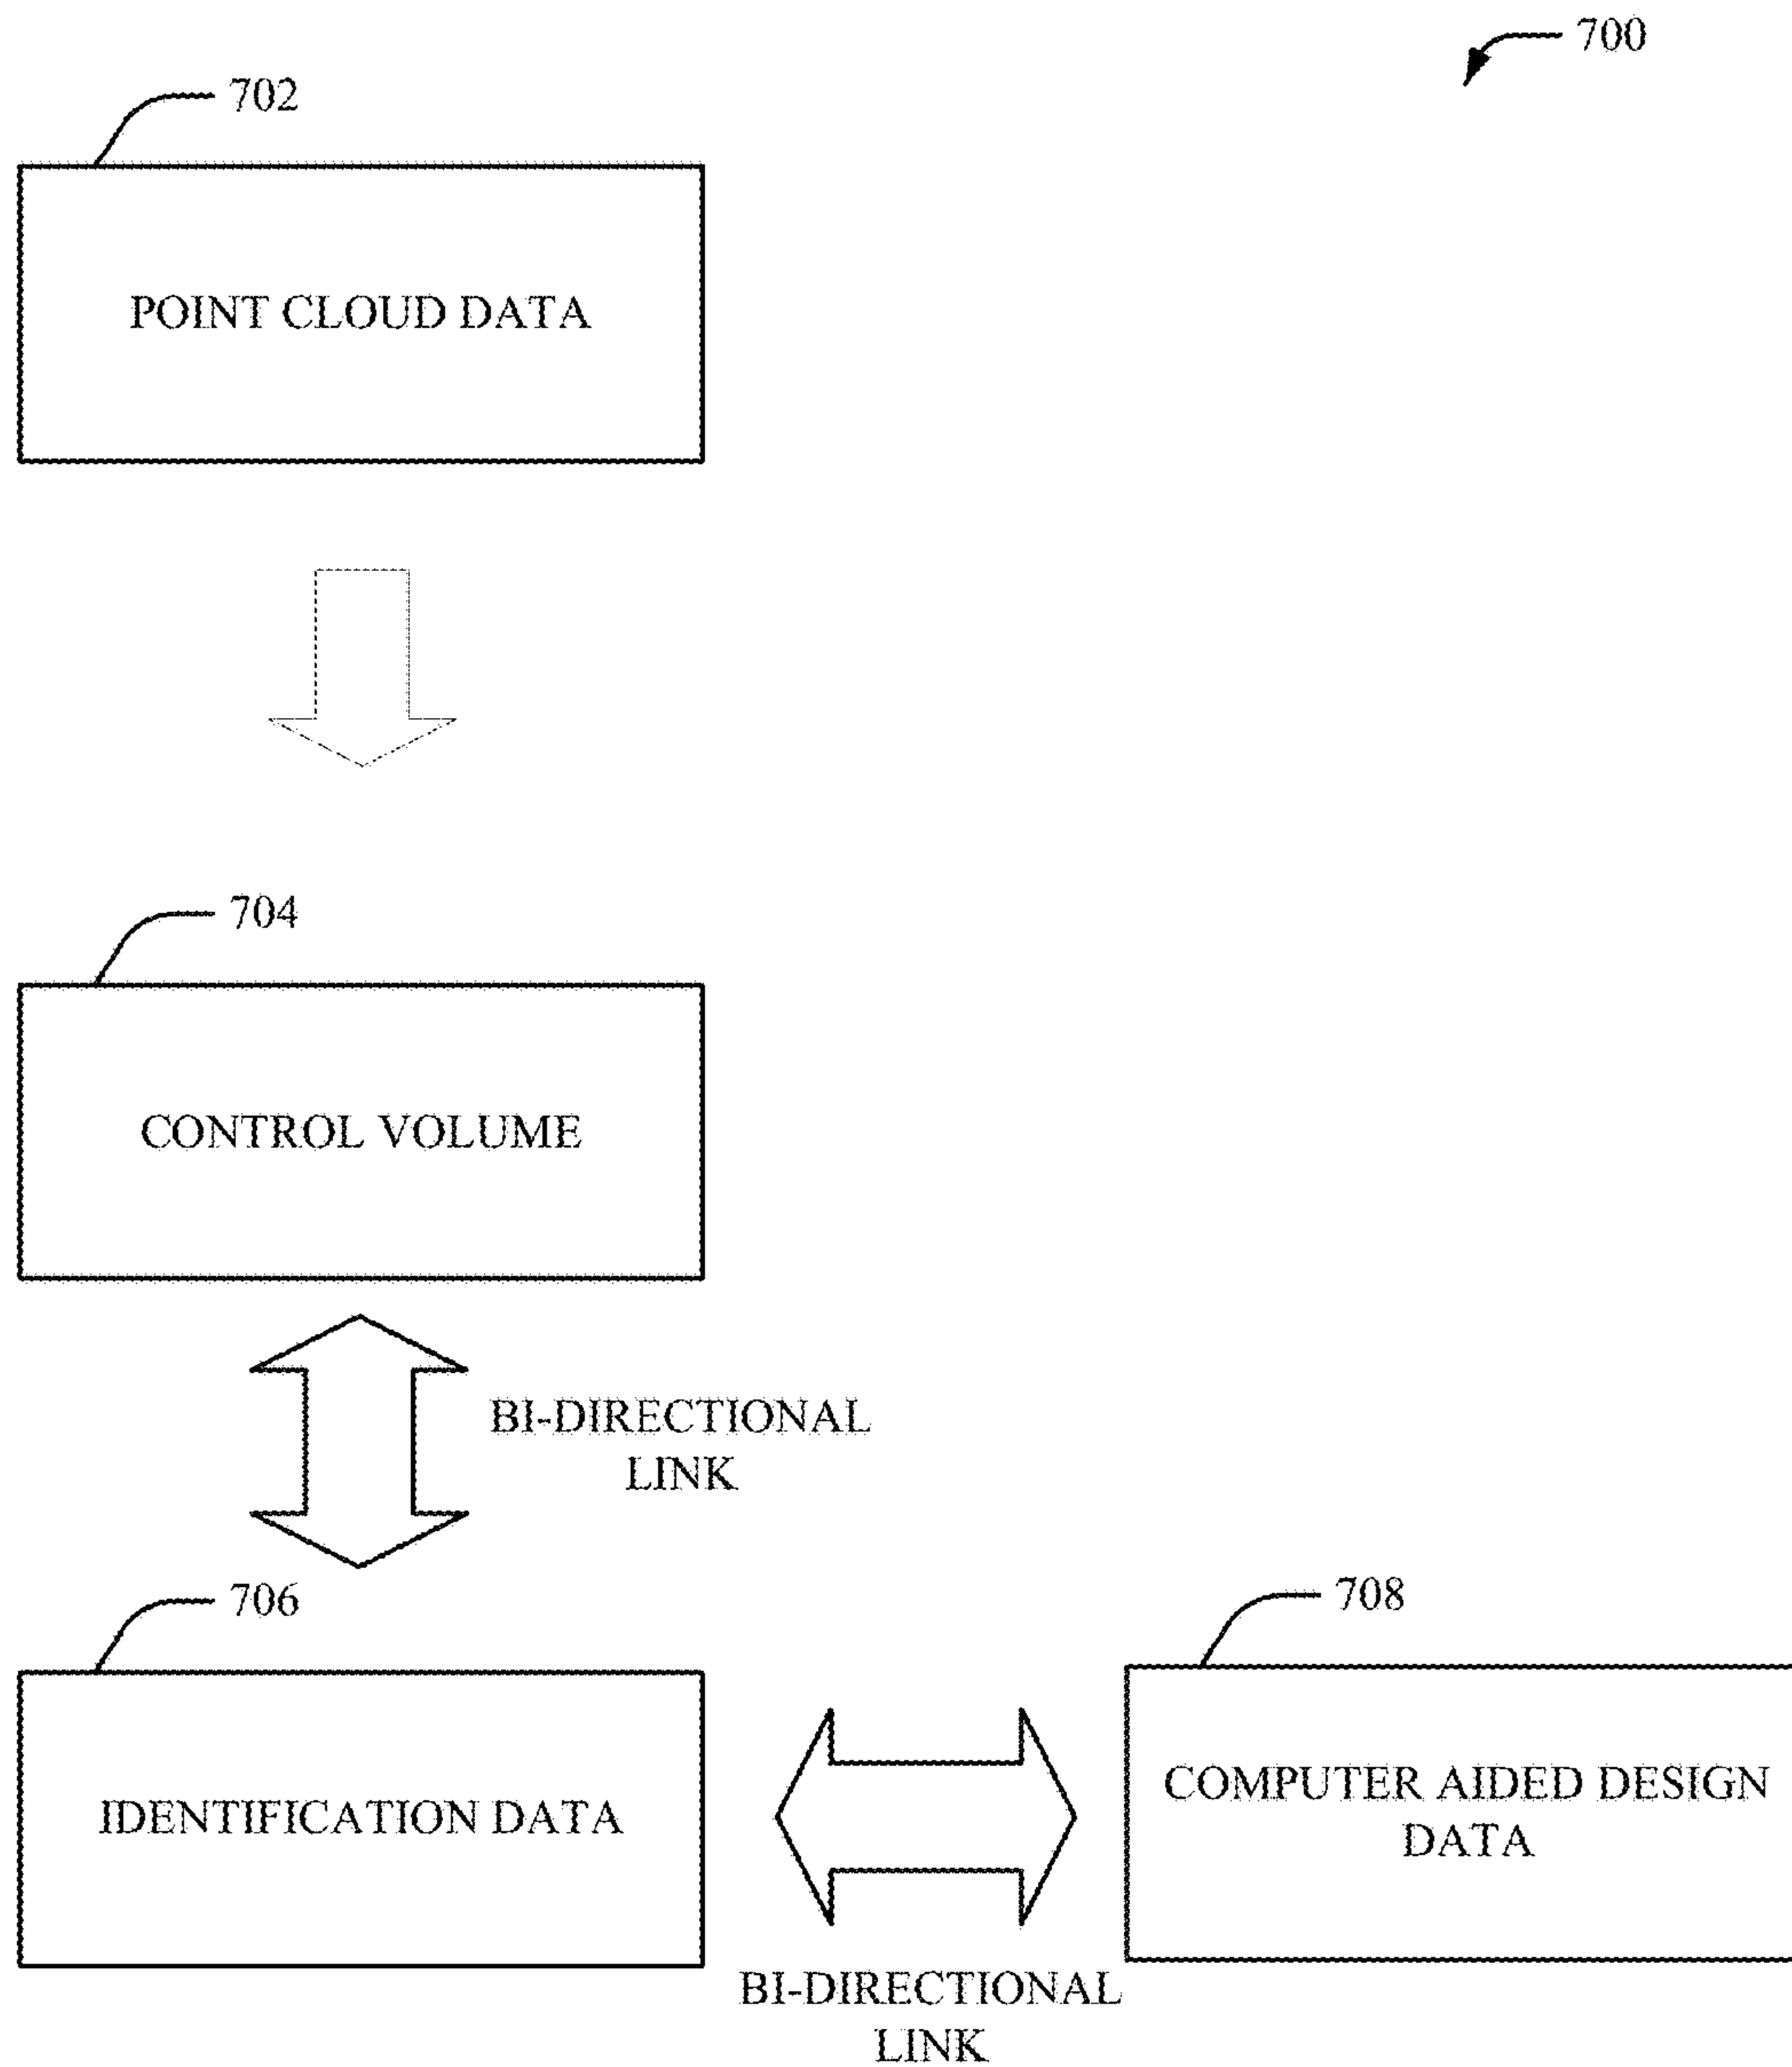 700
702
POINT CLOUD DATA
704
CONTROL VOLUME
BI-DIRECTIONAL
LINK
706
708
IDENTIFICATION DATA
COMPUTER AIDED DESIGN
DATA
BI-DIRECTIONAL
LINK